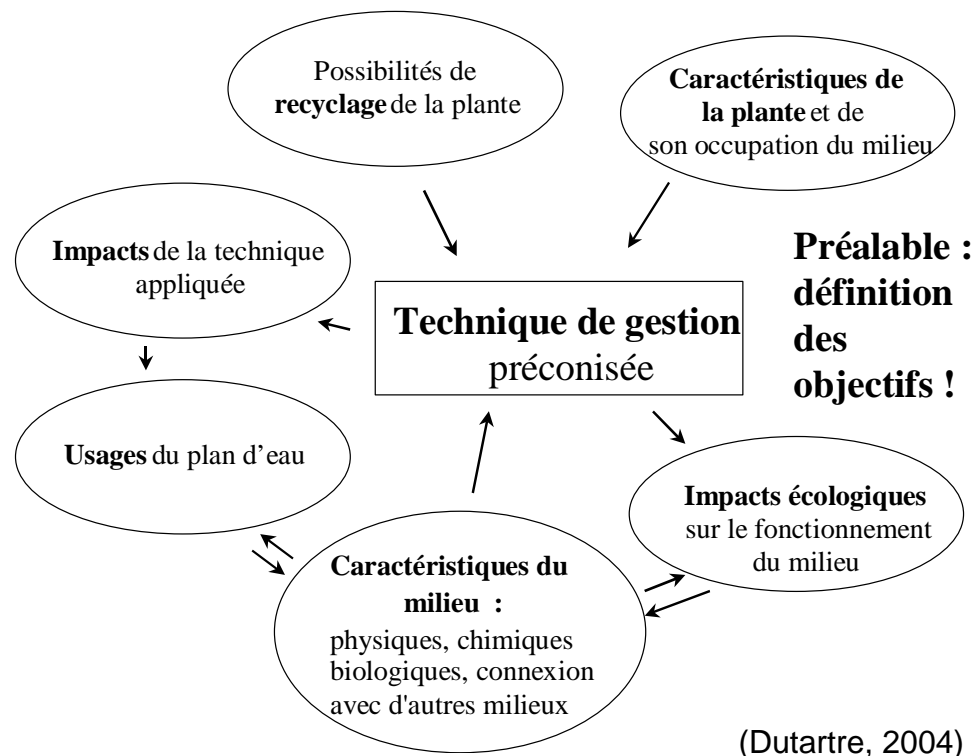 Possibilités de
recyclage de la plante
Caractéristiques de
la plante et de
son occupation du milieu
Impacts de la technique
appliquée
Préalable :
définition
des
objectifs !
Technique de gestion
préconisée
Usages du plan d'eau
Impacts écologiques
sur le fonctionnement
du milieu
Caractéristiques du
milieu :
physiques, chimiques
biologiques, connexion
avec d'autres milieux
(Dutartre, 2004)